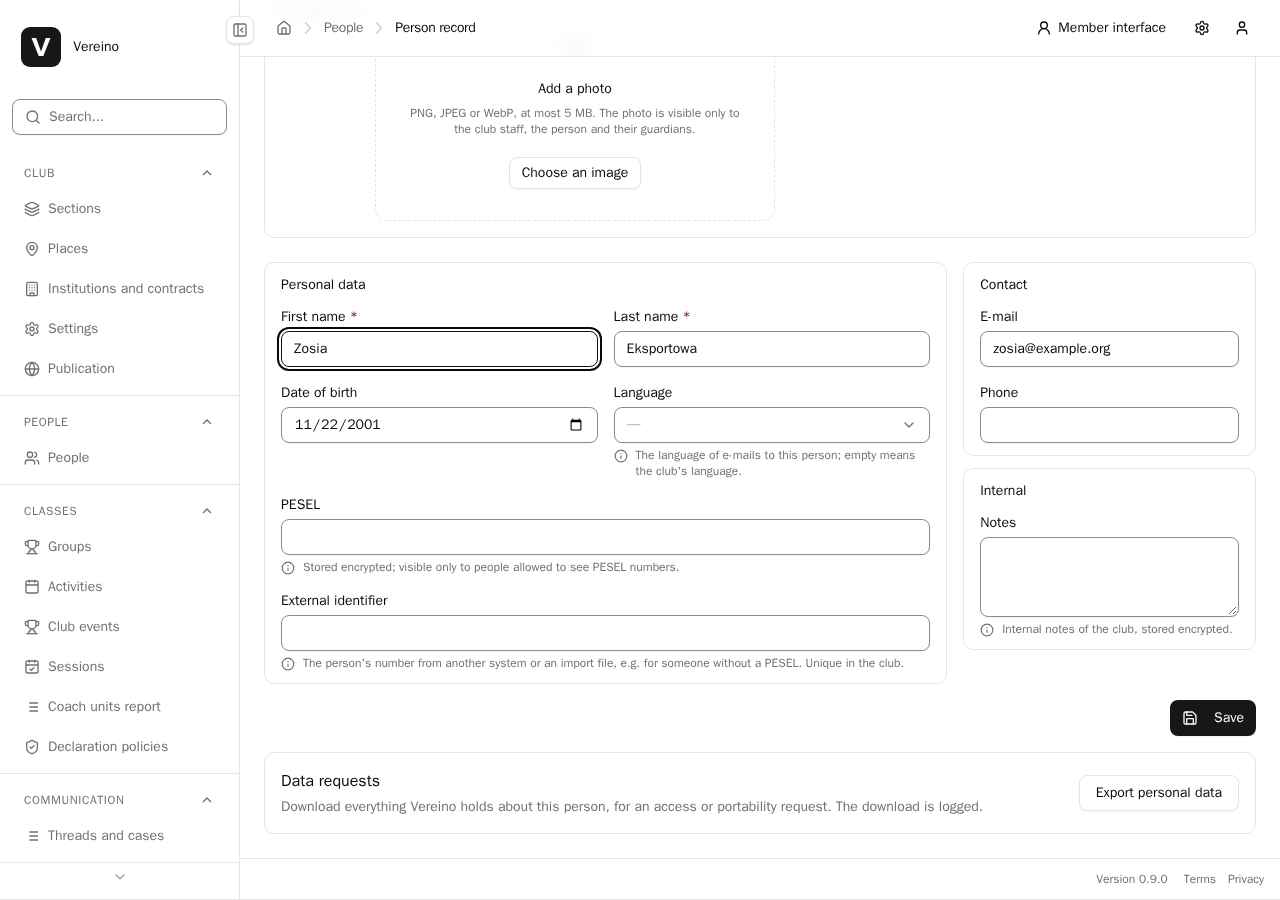 Vereino
Search...
CLUB
Sections
Places
Institutions and contracts
Settings
Publication
PEOPLE
People
CLASSES
Groups
Activities
Club events
Sessions
Coach units report
Declaration policies
COMMUNICATION
Threads and cases
People
Person record
Member interface
Add a photo
PNG, JPEG or WebP, at most 5 MB. The photo is visible only to
the club staff, the person and their guardians.
Choose an image
Personal data
First name *
Last name *
Zosia
Eksportowa
Date of birth
Language
11/22/2001
—
The language of e-mails to this person; empty means
the club's language.
PESEL
Stored encrypted; visible only to people allowed to see PESEL numbers.
External identifier
The person's number from another system or an import file, e.g. for someone without a PESEL. Unique in the club.
Contact
E-mail
zosia@example.org
Phone
Internal
Notes
Internal notes of the club, stored encrypted.
Save
Data requests
Download everything Vereino holds about this person, for an access or portability request. The download is logged.
Export personal data
Version 0.9.0
Terms
Privacy